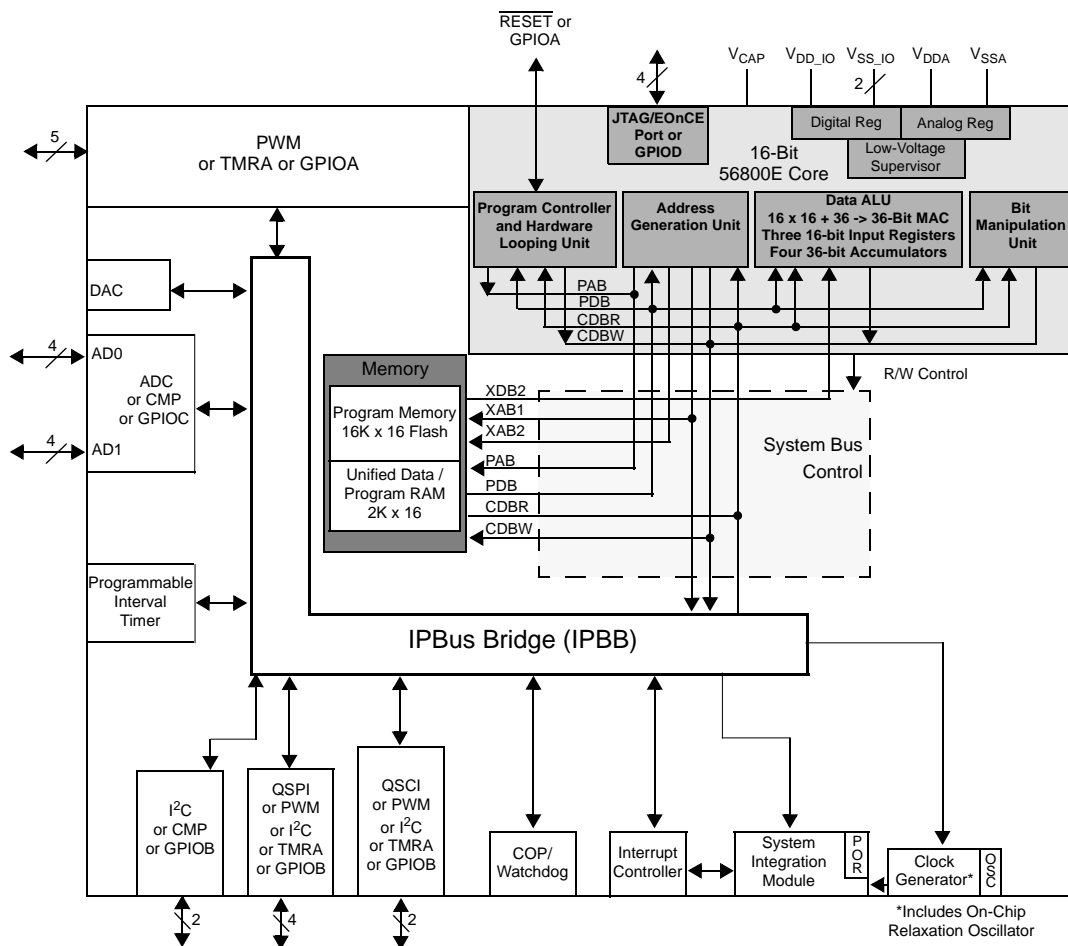 RESET or
GPIOA
4
VCAP
VDD_IO
VSS_IO
2
VDDA
VSSA
5
PWM
or TMRA or GPIOA
JTAG/EOnCE
Port or
GPIOD
Digital Reg
Analog Reg
Low-Voltage
Supervisor
16-Bit
56800E Core
Program Controller
and Hardware
Looping Unit
Address
Generation Unit
Data ALU
16 x 16 + 36 -> 36-Bit MAC
Three 16-bit Input Registers
Four 36-bit Accumulators
Bit
Manipulation
Unit
PAB
PDB
CDBR
CDBW
R/W Control
DAC
4
AD0
ADC
or CMP
or GPIOC
4
AD1
Memory
Program Memory
16K x 16 Flash
Unified Data /
Program RAM
2K x 16
XDB2
XAB1
XAB2
PAB
PDB
CDBR
CDBW
System Bus
Control
Programmable
Interval
Timer
IPBus Bridge (IPBB)
I2C
or CMP
or GPIOB
2
QSPI
or PWM
or I2C
or TMRA
or GPIOB
4
QSCI
or PWM
or I2C
or TMRA
or GPIOB
2
COP/
Watchdog
Interrupt
Controller
System
Integration
Module
POR
Clock
Generator*
OSC
*Includes On-Chip
Relaxation Oscillator